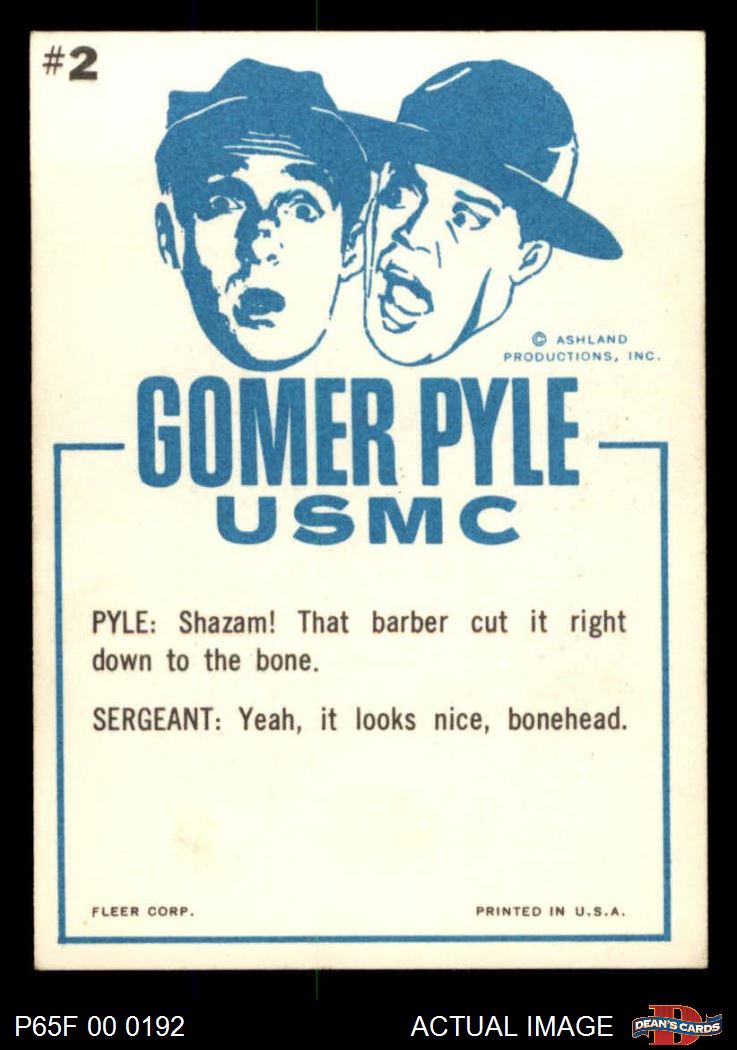 #2
© ASHLAND
PRODUCTIONS, INC.
GOMER PYLE
USMC
PYLE: Shazam! That barber cut it right
down to the bone.
SERGEANT: Yeah, it looks nice, bonehead.
FLEER CORP.
PRINTED IN U.S.A.
P65F 00 0192
ACTUAL IMAGE
D
DEAN'S CARDS